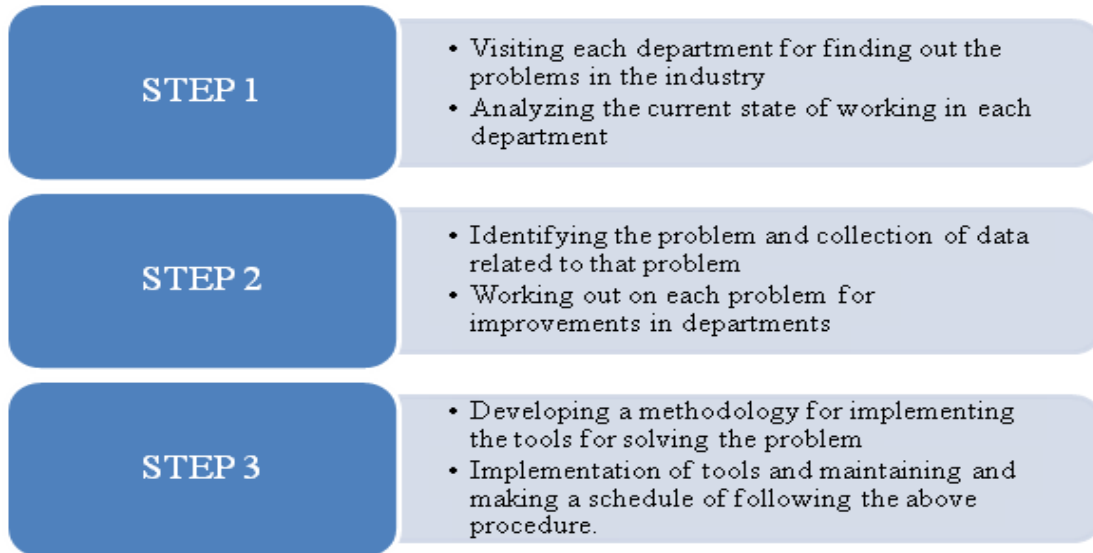 STEP 1
• Visiting each department for finding out the
problems in the industry
• Analyzing the current state of working in each
department
STEP 2
• Identifying the problem and collection of data
related to that problem
• Working out on each problem for
improvements in departments
STEP 3
• Developing a methodology for implementing
the tools for solving the problem
• Implementation of tools and maintaining and
making a schedule of following the above
procedure.